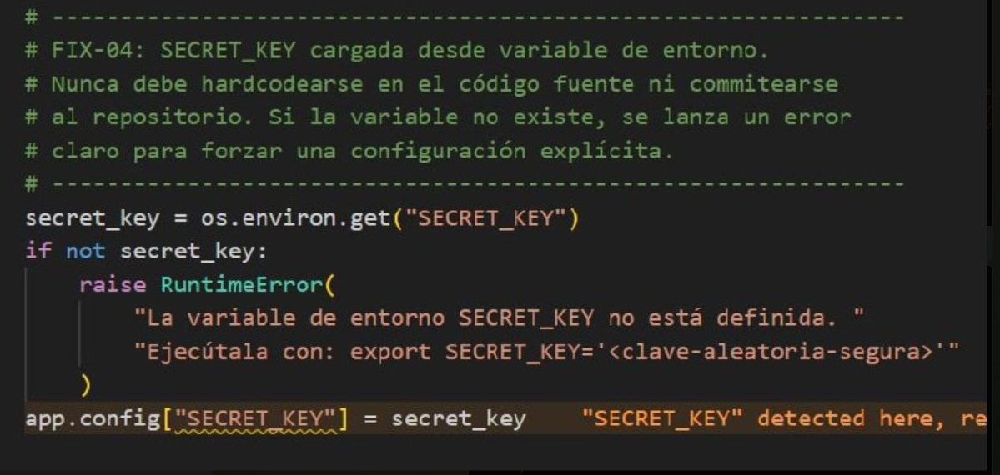 # ---------------------------------------------------------------
# FIX-04: SECRET_KEY cargada desde variable de entorno.
# Nunca debe hardcodearse en el código fuente ni commitearse
# al repositorio. Si la variable no existe, se lanza un error
# claro para forzar una configuración explícita.
# ---------------------------------------------------------------
secret_key = os.environ.get("SECRET_KEY")
if not secret_key:
    raise RuntimeError(
        "La variable de entorno SECRET_KEY no está definida. "
        "Ejecútala con: export SECRET_KEY='<clave-aleatoria-segura>'"
    )
app.config["SECRET_KEY"] = secret_key    "SECRET_KEY" detected here, re